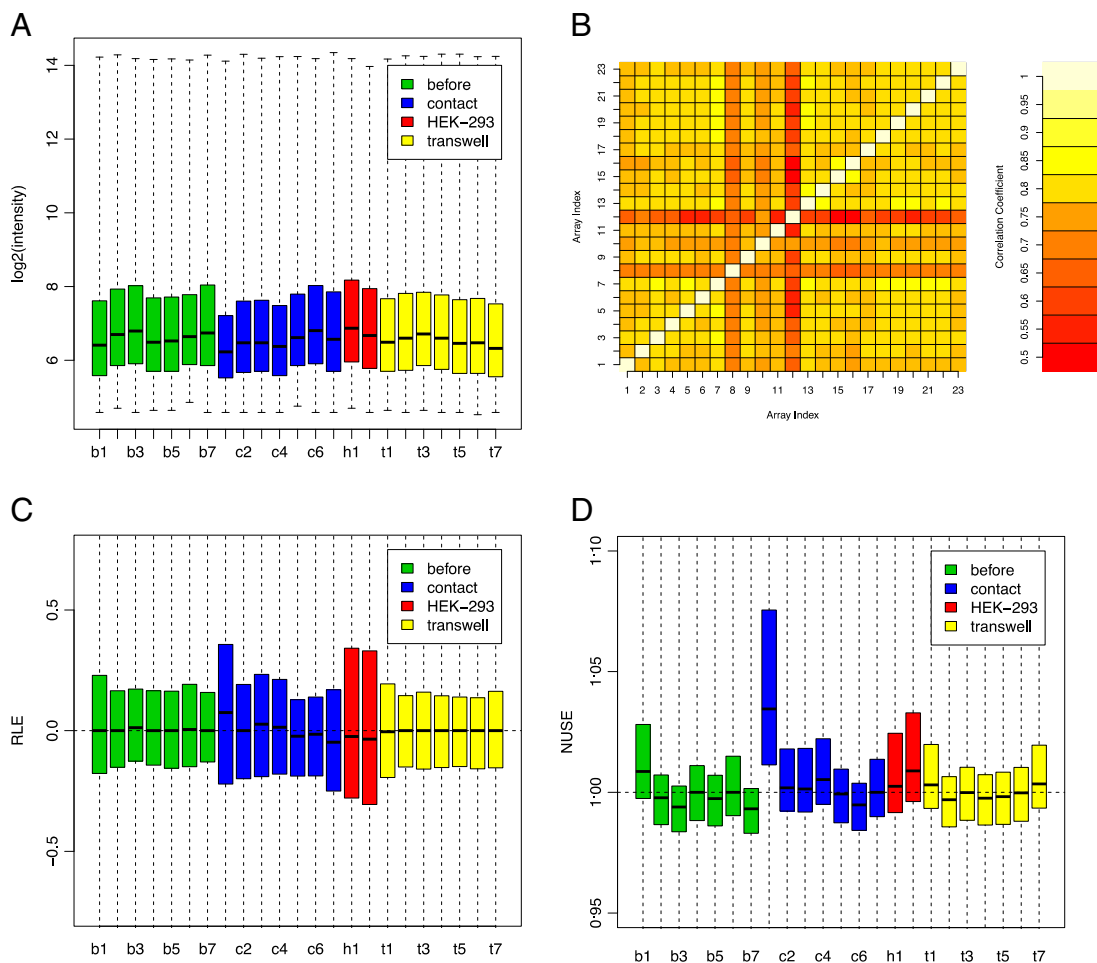 A
log2(intensity)
14
12
10
8
6
before
contact
HEK−293
transwell
b1 b3 b5 b7 c2 c4 c6 h1 t1 t3 t5 t7
B
Array Index
23
21
19
17
15
13
11
9
7
5
3
1
1 2 3 4 5 6 7 8 9 11 13 15 17 19 21 23
Array Index
Correlation Coefficient
1
0.95
0.9
0.85
0.8
0.75
0.7
0.65
0.6
0.55
0.5
C
RLE
0.5
0.0
−0.5
before
contact
HEK−293
transwell
b1 b3 b5 b7 c2 c4 c6 h1 t1 t3 t5 t7
D
NUSE
1·10
1·05
1·00
0·95
before
contact
HEK−293
transwell
b1 b3 b5 b7 c2 c4 c6 h1 t1 t3 t5 t7